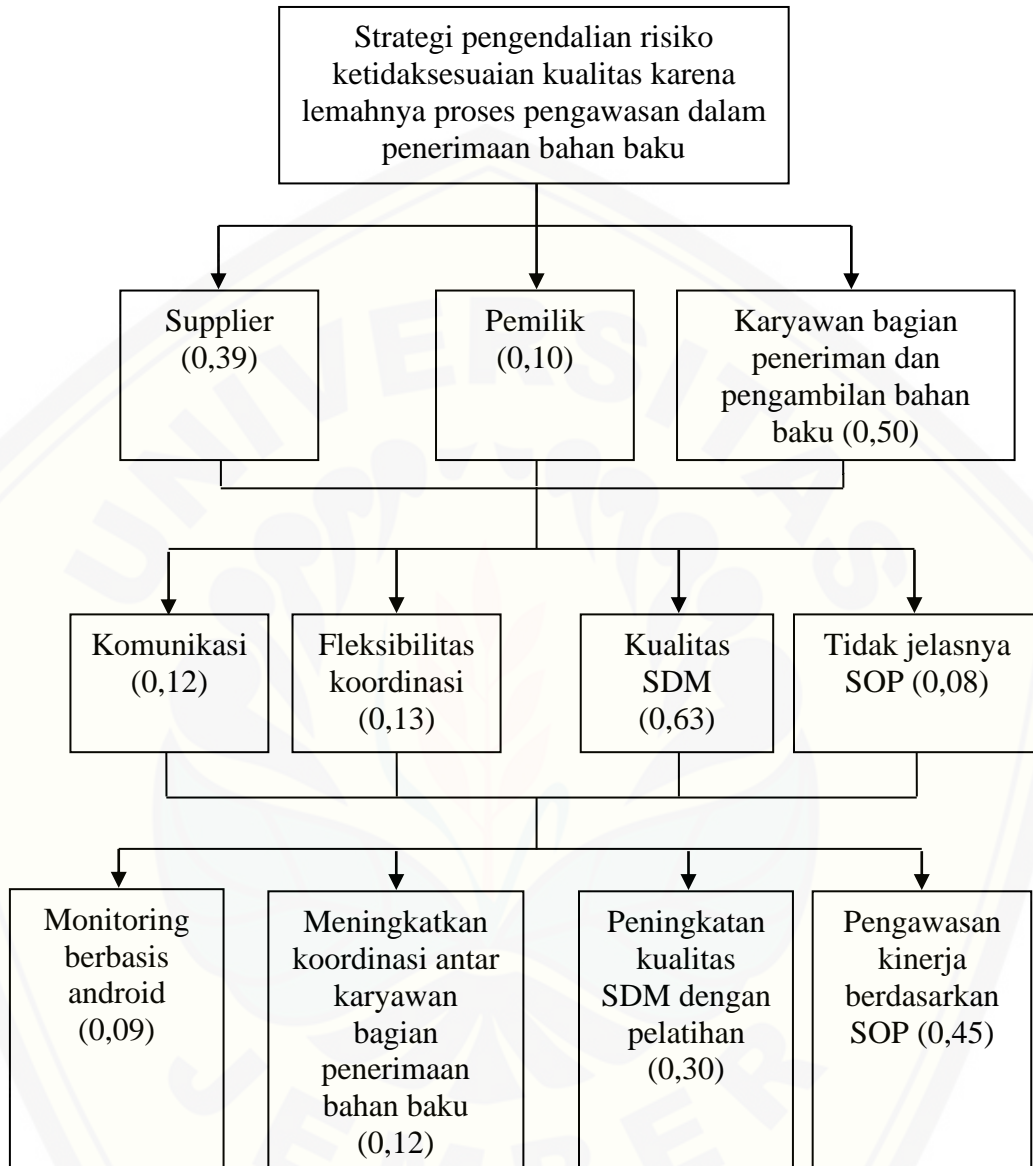 Strategi pengendalian risiko
ketidaksesuaian kualitas karena
lemahnya proses pengawasan dalam
penerimaan bahan baku
Supplier
(0,39)
Pemilik
(0,10)
Karyawan bagian
peneriman dan
pengambilan bahan
baku (0,50)
Komunikasi
(0,12)
Fleksibilitas
koordinasi
(0,13)
Kualitas
SDM
(0,63)
Tidak jelasnya
SOP (0,08)
Monitoring
berbasis
android
(0,09)
Meningkatkan
koordinasi antar
karyawan
bagian
penerimaan
bahan baku
(0,12)
Peningkatan
kualitas
SDM dengan
pelatihan
(0,30)
Pengawasan
kinerja
berdasarkan
SOP (0,45)
UNIVERSITAS
JEMBER